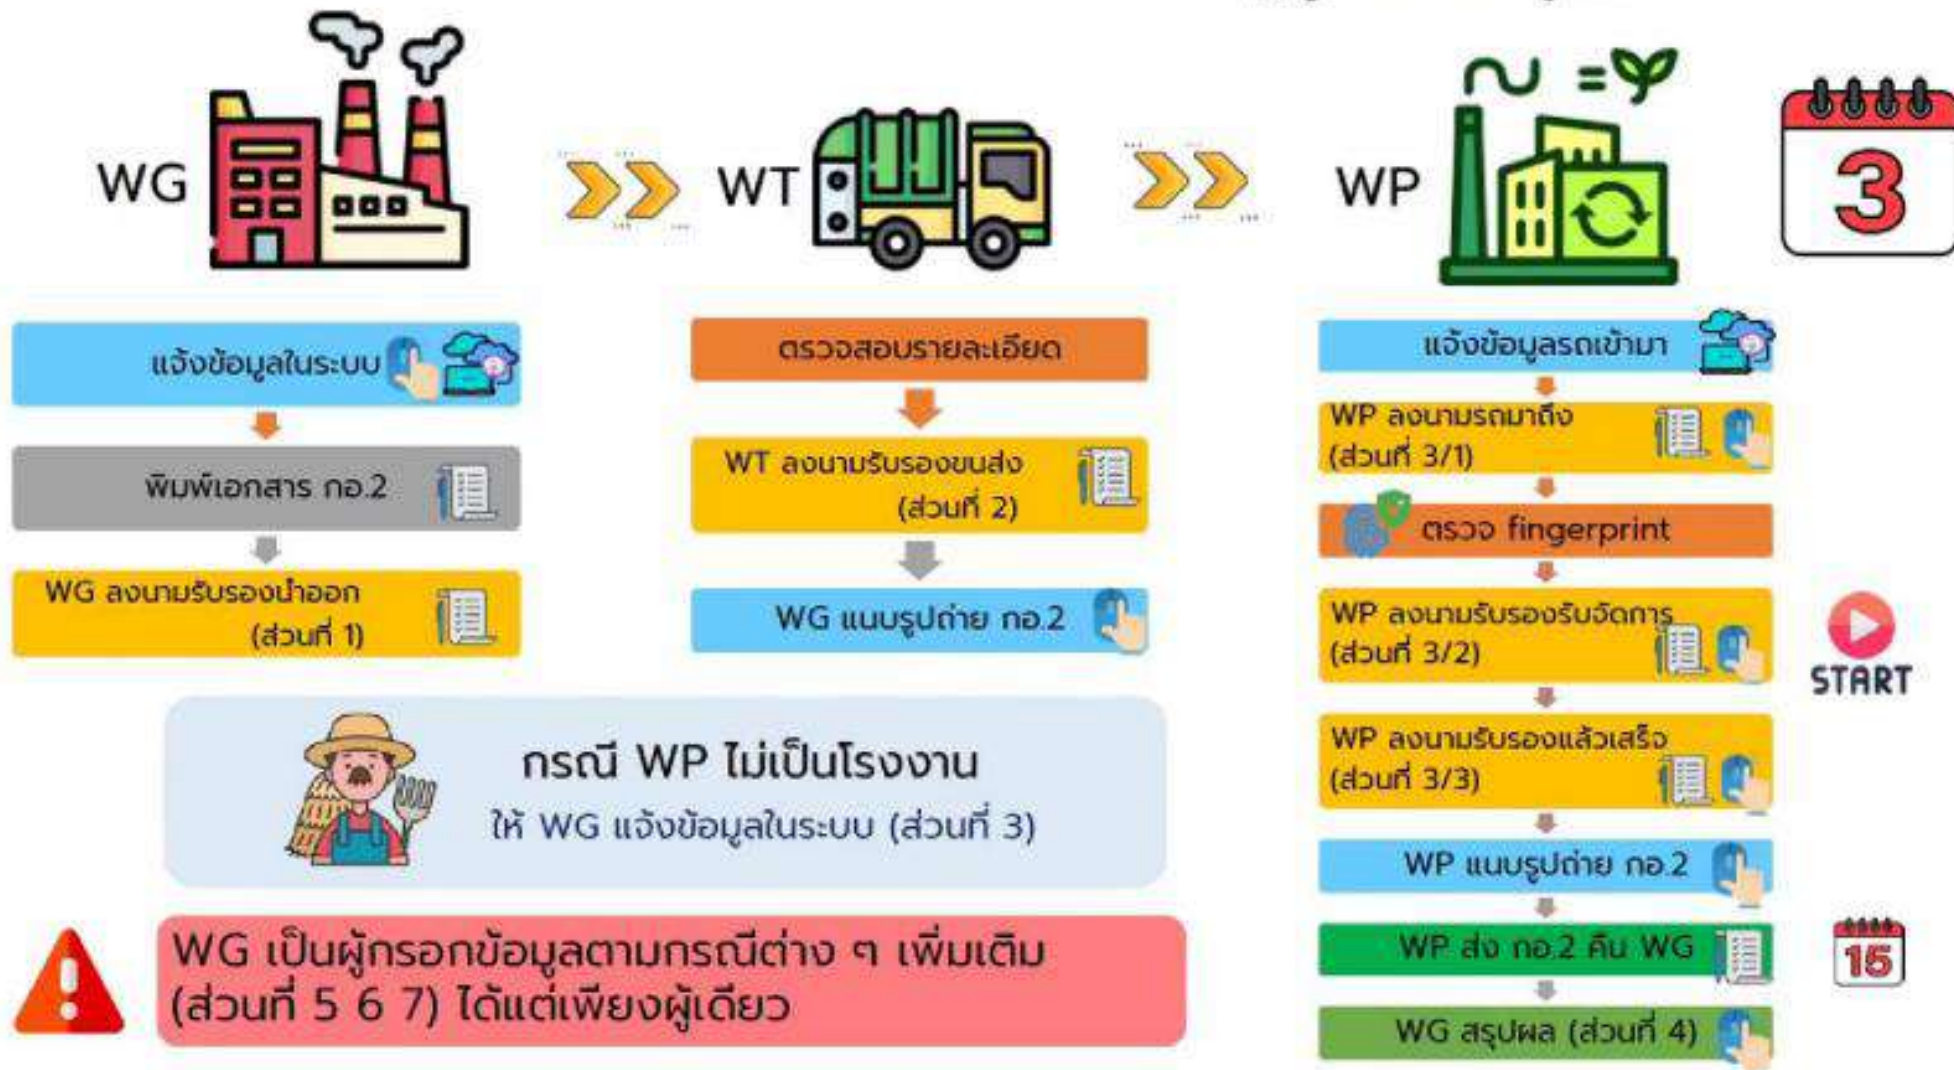 WG
WT
WP
3
แจ้งข้อมูลในระบบ
พิมพ์เอกสาร กอ.2
WG ลงนามรับรองนำออก
(ส่วนที่ 1)
ตรวจสอบรายละเอียด
WT ลงนามรับรองขนส่ง
(ส่วนที่ 2)
WG แนบรูปถ่าย กอ.2
แจ้งข้อมูลรถเข้ามา
WP ลงนามรถมาถึง
(ส่วนที่ 3/1)
ตรวจ fingerprint
WP ลงนามรับรองรับจัดการ
(ส่วนที่ 3/2)
START
WP ลงนามรับรองแล้วเสร็จ
(ส่วนที่ 3/3)
WP แนบรูปถ่าย กอ.2
WP ส่ง กอ.2 คืน WG
15
WG สรุปผล (ส่วนที่ 4)
กรณี WP ไม่เป็นโรงงาน
ให้ WG แจ้งข้อมูลในระบบ (ส่วนที่ 3)
WG เป็นผู้กรอกข้อมูลตามกรณีต่าง ๆ เพิ่มเติม
(ส่วนที่ 5 6 7) ได้แต่เพียงผู้เดียว